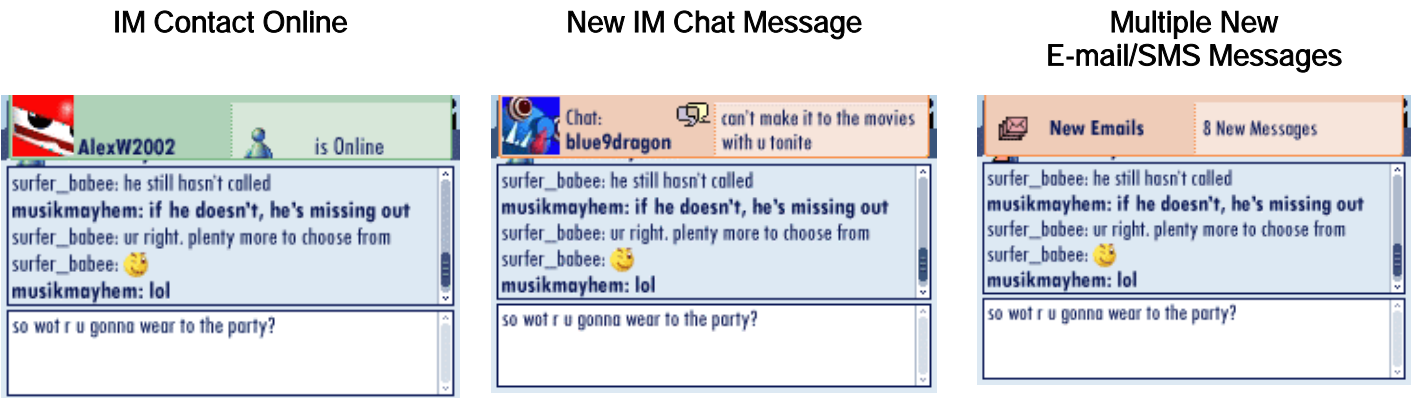 IM Contact Online
AlexW2002
is Online
surfer_babee: he still hasn't called
musikmayhem: if he doesn't, he's missing out
surfer_babee: ur right. plenty more to choose from
surfer_babee:
musikmayhem: lol
so wot r u gonna wear to the party?
New IM Chat Message
Chat:
blue9dragon
can't make it to the movies
with u tonite
surfer_babee: he still hasn't called
musikmayhem: if he doesn't, he's missing out
surfer_babee: ur right. plenty more to choose from
surfer_babee:
musikmayhem: lol
so wot r u gonna wear to the party?
Multiple New
E-mail/SMS Messages
New Emails
8 New Messages
surfer_babee: he still hasn't called
musikmayhem: if he doesn't, he's missing out
surfer_babee: ur right. plenty more to choose from
surfer_babee:
musikmayhem: lol
so wot r u gonna wear to the party?